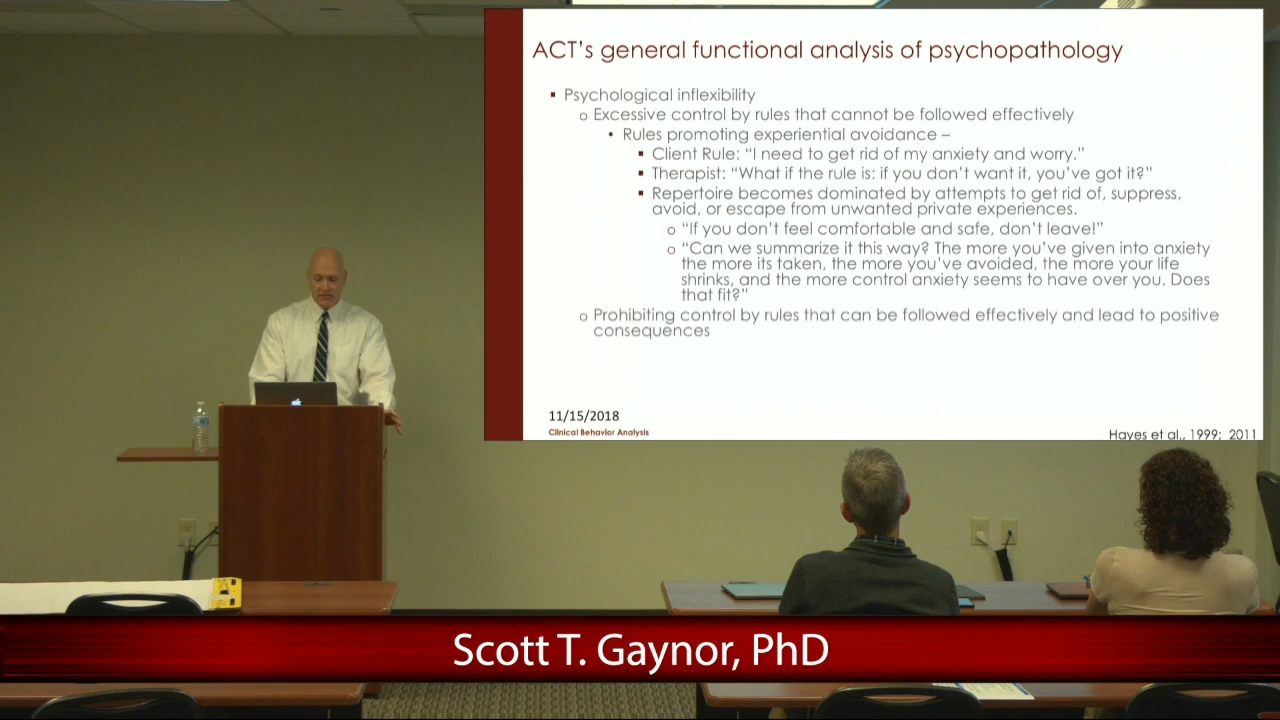 ACT's general functional analysis of psychopathology
▪ Psychological inflexibility
o Excessive control by rules that cannot be followed effectively
• Rules promoting experiential avoidance –
▪ Client Rule: “I need to get rid of my anxiety and worry.”
▪ Therapist: “What if the rule is: if you don't want it, you've got it?”
▪ Repertoire becomes dominated by attempts to get rid of, suppress,
avoid, or escape from unwanted private experiences.
o “If you don't feel comfortable and safe, don't leave!”
o “Can we summarize it this way? The more you've given into anxiety
the more its taken, the more you've avoided, the more your life
shrinks, and the more control anxiety seems to have over you. Does
that fit?”
o Prohibiting control by rules that can be followed effectively and lead to positive
consequences
11/15/2018
Clinical Behavior Analysis
Hayes et al., 1999; 2011
Scott T. Gaynor, PhD